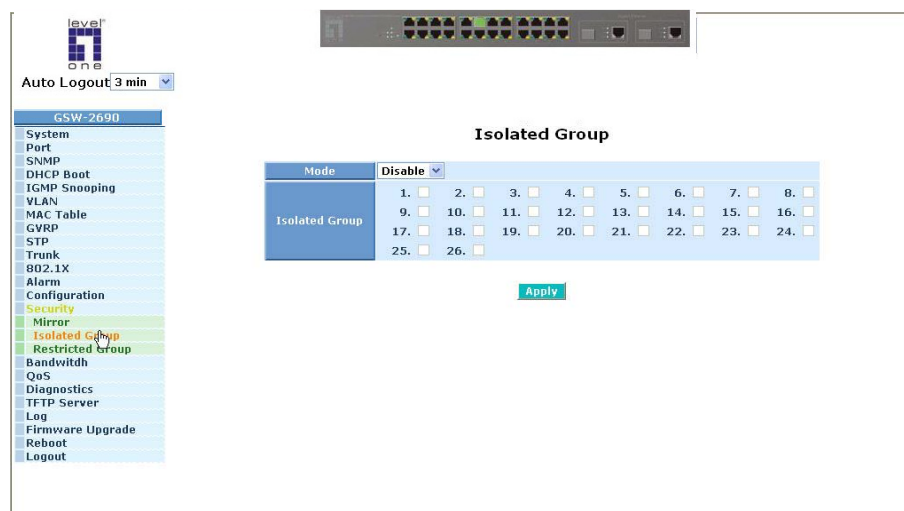 level
one
Auto Logout 3 min
GSW-2690
System
Port
SNMP
DHCP Boot
IGMP Snooping
VLAN
MAC Table
GVRP
STP
Trunk
802.1X
Alarm
Configuration
Security
Mirror
Isolated Group
Restricted Group
Bandwitdh
QoS
Diagnostics
TFTP Server
Log
Firmware Upgrade
Reboot
Logout
Isolated Group
Mode Disable
Isolated Group
1. 2. 3. 4. 5. 6. 7. 8.
9. 10. 11. 12. 13. 14. 15. 16.
17. 18. 19. 20. 21. 22. 23. 24.
25. 26.
Apply